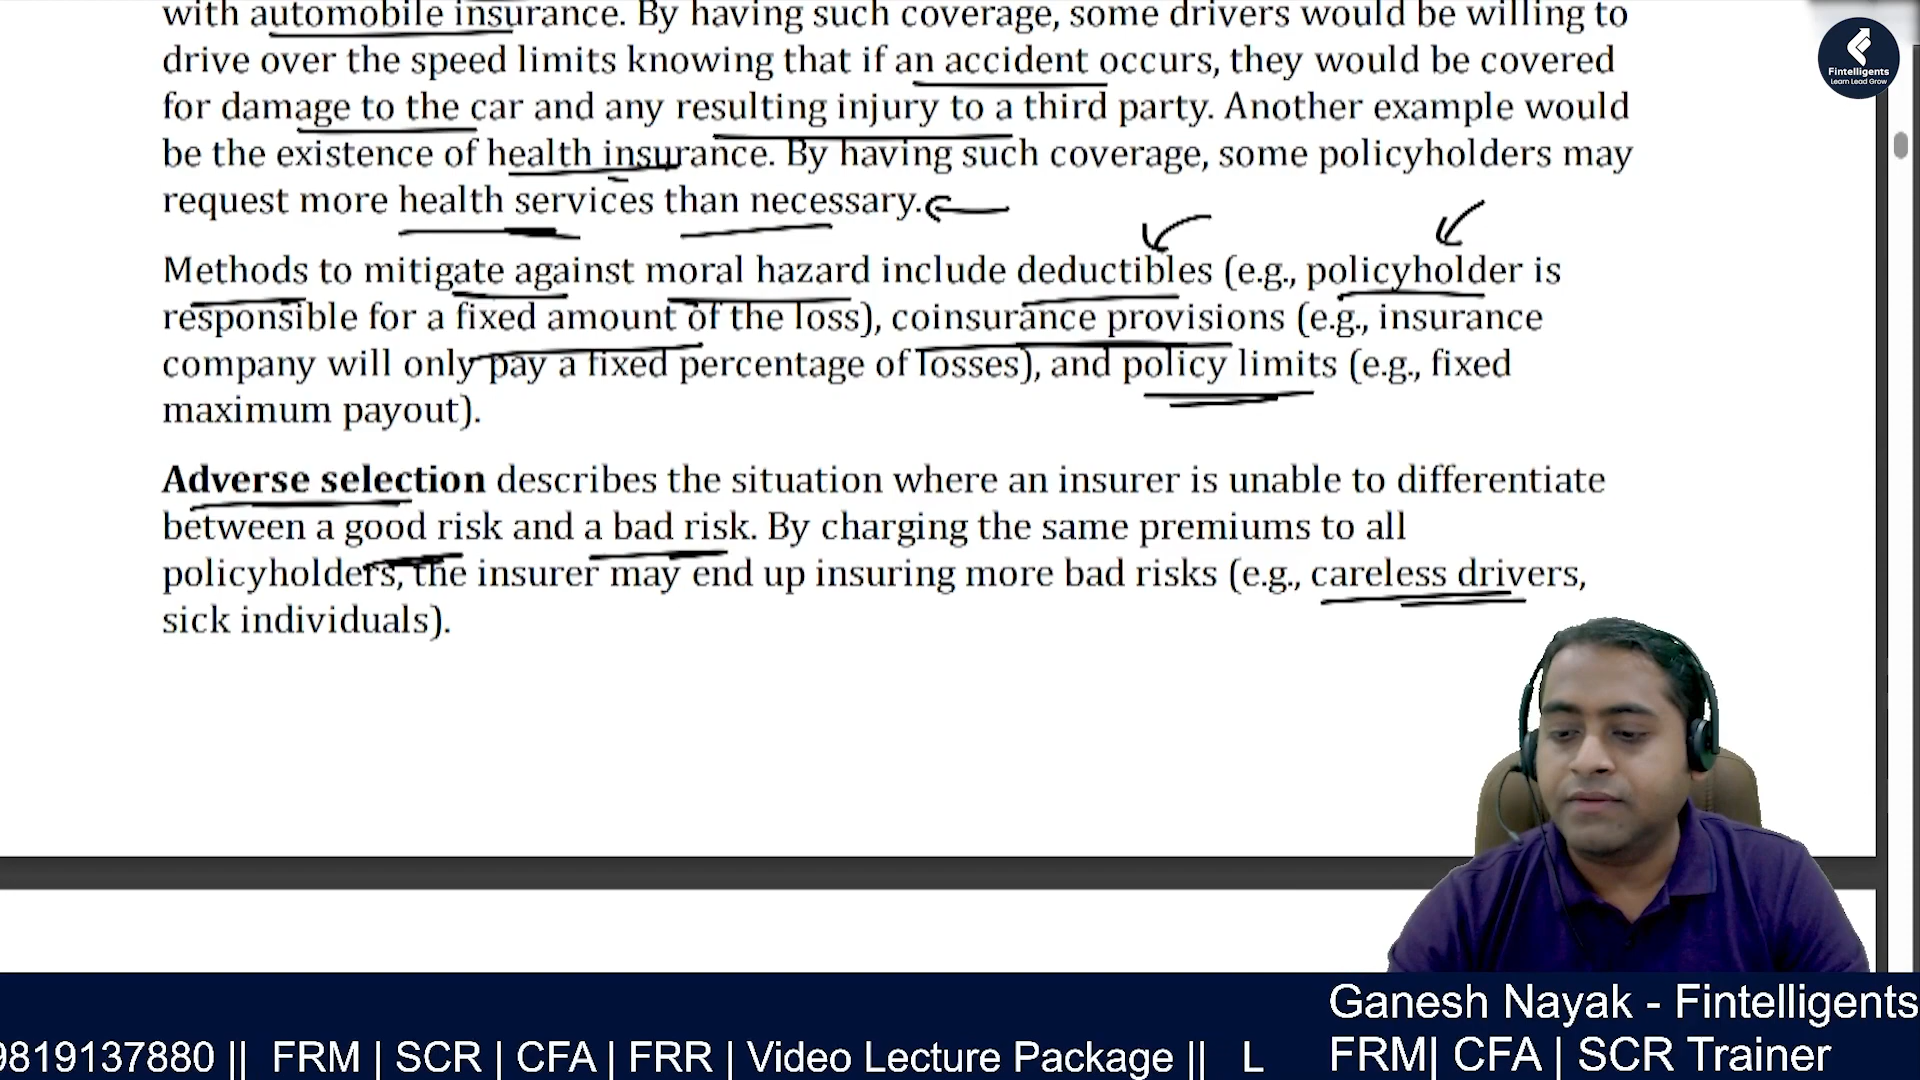 with automobile insurance. By having such coverage, some drivers would be willing to
drive over the speed limits knowing that if an accident occurs, they would be covered
for damage to the car and any resulting injury to a third party. Another example would
be the existence of health insurance. By having such coverage, some policyholders may
request more health services than necessary.
Methods to mitigate against moral hazard include deductibles (e.g., policyholder is
responsible for a fixed amount of the loss), coinsurance provisions (e.g., insurance
company will only pay a fixed percentage of losses), and policy limits (e.g., fixed
maximum payout).
Adverse selection describes the situation where an insurer is unable to differentiate
between a good risk and a bad risk. By charging the same premiums to all
policyholders, the insurer may end up insuring more bad risks (e.g., careless drivers,
sick individuals).
Fintelligents
Learn Lead Grow
Ganesh Nayak - Fintelligents
9819137880 || FRM | SCR | CFA | FRR | Video Lecture Package || L
FRM| CFA | SCR Trainer